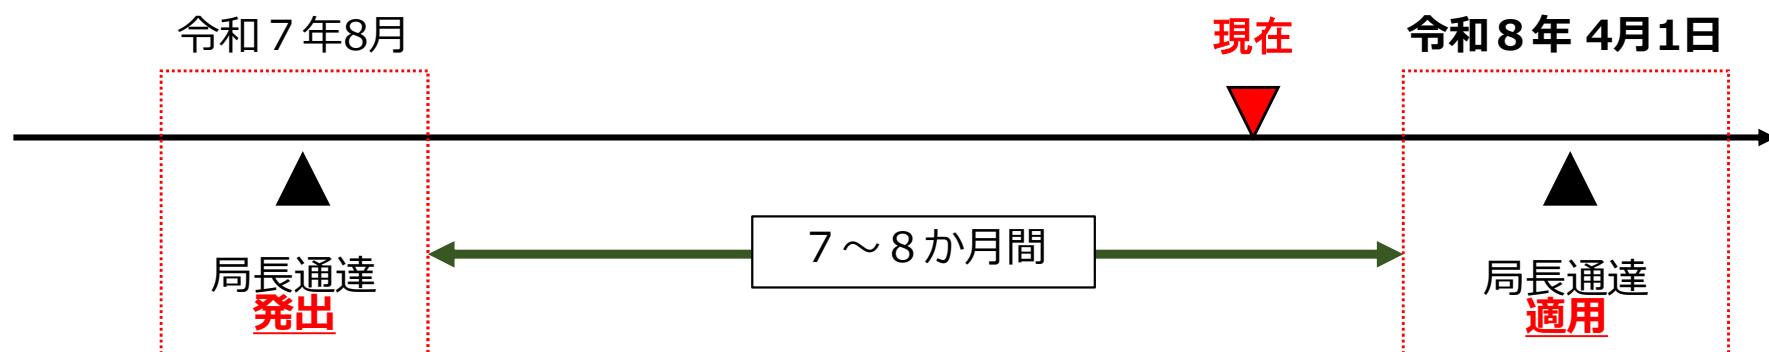 令和７年8月
現在
令和８年 4月1日
７～８か月間
局長通達
発出
局長通達
適用